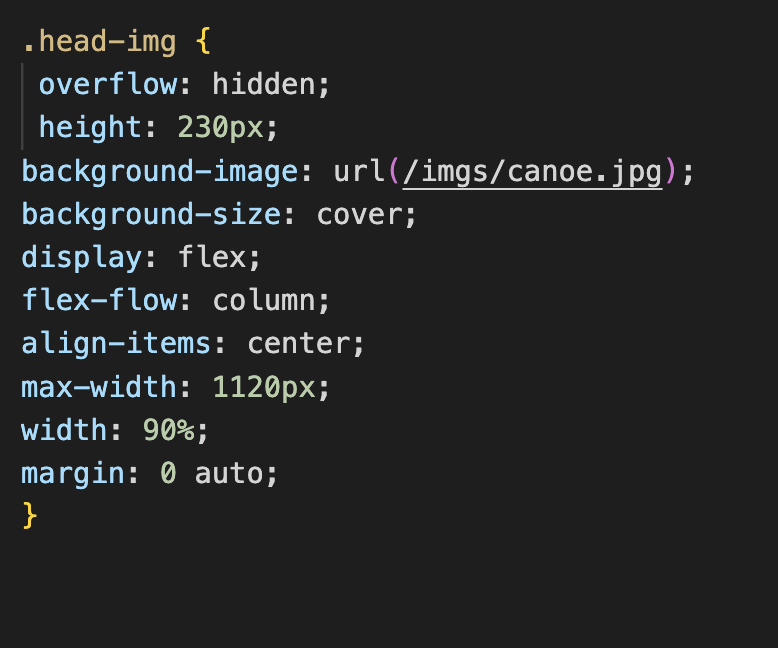 .head-img {
overflow: hidden;
height: 230px;
background-image: url(/imgs/canoe.jpg);
background-size: cover;
display: flex;
flex-flow: column;
align-items: center;
max-width: 1120px;
width: 90%;
margin: 0 auto;
}